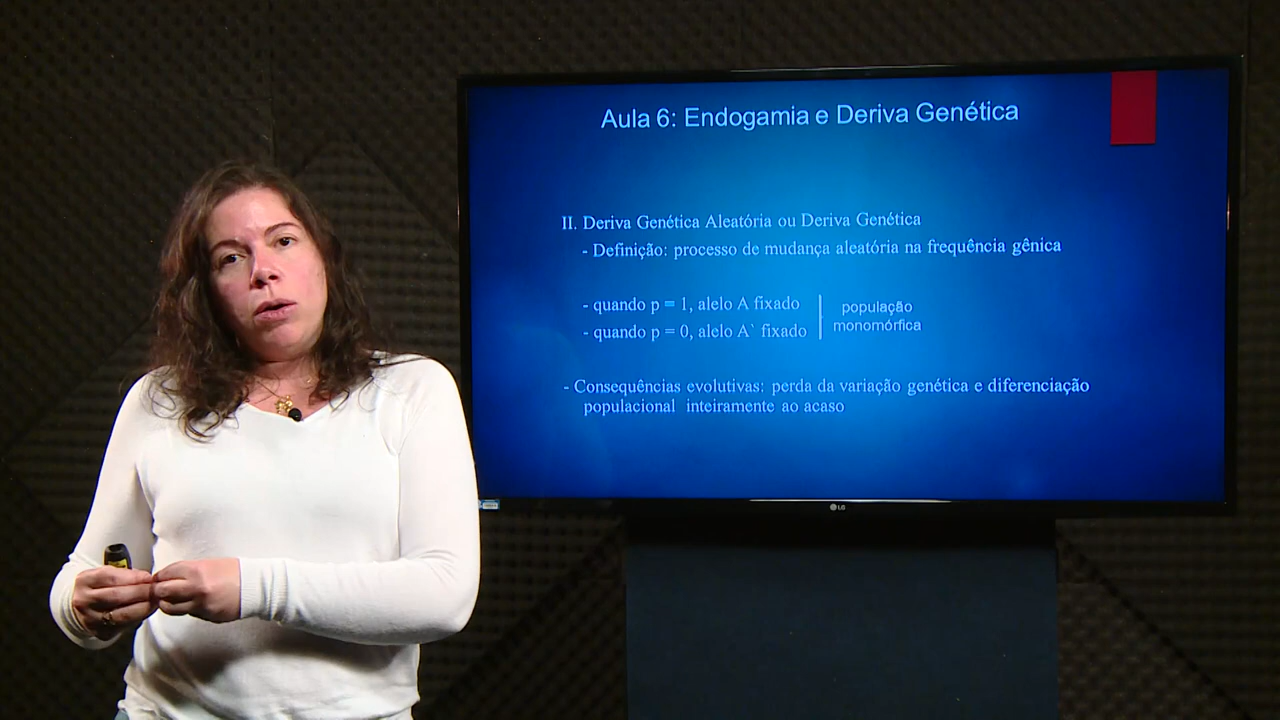 Aula 6: Endogamia e Deriva Genética
II. Deriva Genética Aleatória ou Deriva Genética
- Definição: processo de mudança aleatória na frequência gênica
- quando p = 1, alelo A fixado
- quando p = 0, alelo A` fixado
população
monomórfica
- Consequências evolutivas: perda da variação genética e diferenciação
populacional inteiramente ao acaso
LG